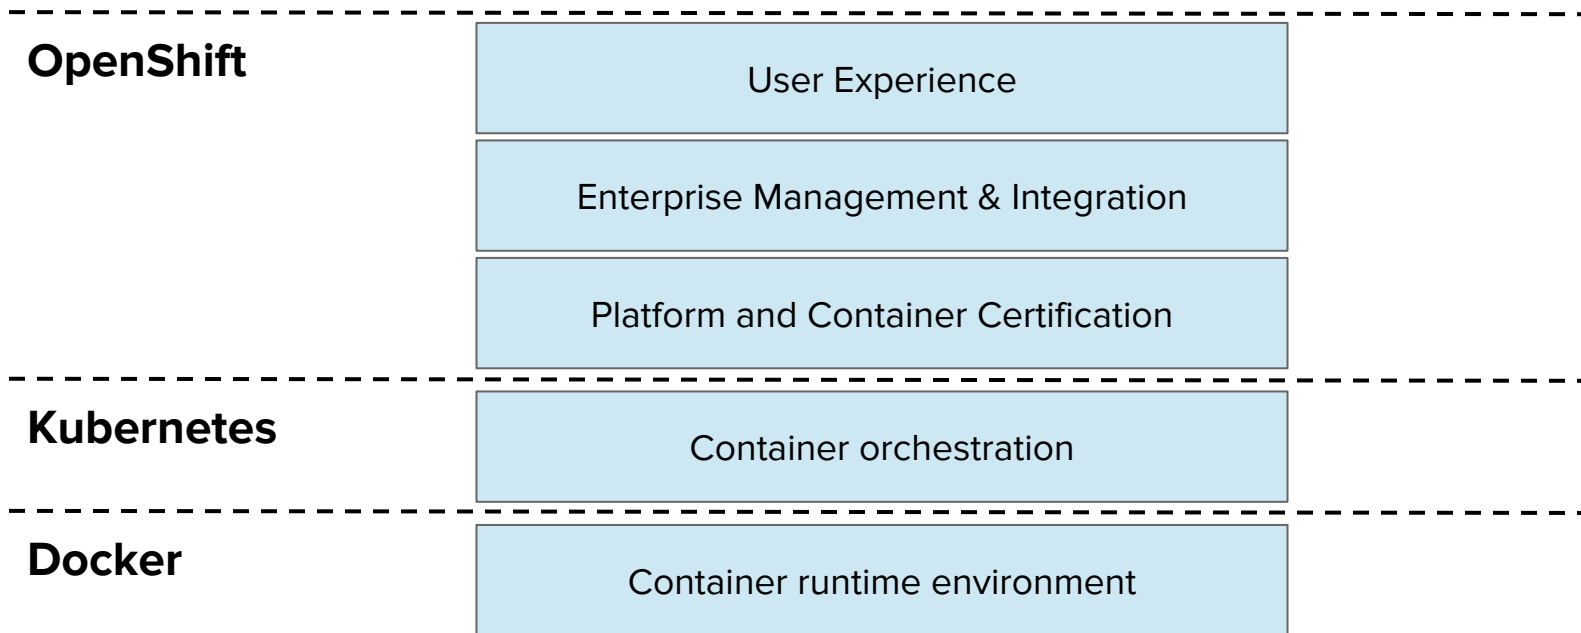 OpenShift
User Experience
Enterprise Management & Integration
Platform and Container Certification
Kubernetes
Container orchestration
Docker
Container runtime environment